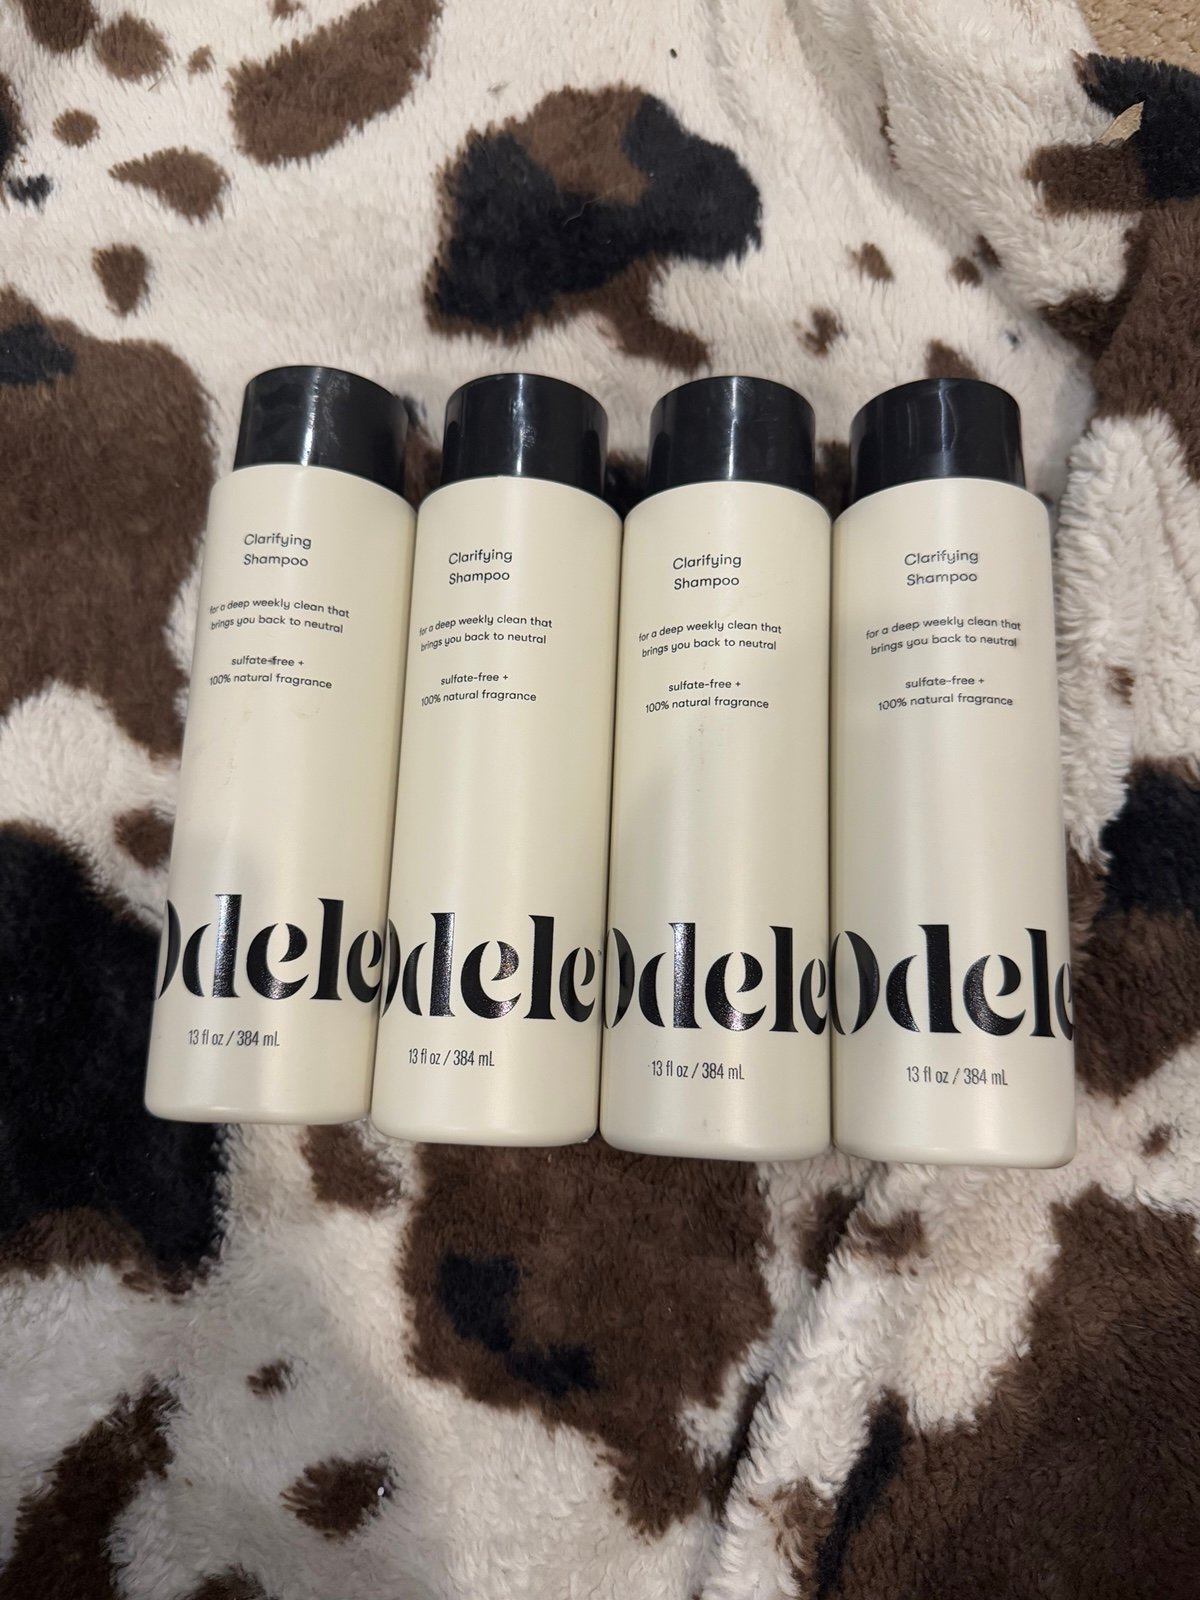 Clarifying
Shampoo
for a deep weekly clean that
brings you back to neutral
sulfate-free +
100% natural fragrance
Odele
13 fl oz / 384 mL
Clarifying
Shampoo
for a deep weekly clean that
brings you back to neutral
sulfate-free +
100% natural fragrance
Odele
13 fl oz / 384 mL
Clarifying
Shampoo
for a deep weekly clean that
brings you back to neutral
sulfate-free +
100% natural fragrance
Odele
13 fl oz / 384 mL
Clarifying
Shampoo
for a deep weekly clean that
brings you back to neutral
sulfate-free +
100% natural fragrance
Odele
13 fl oz / 384 mL